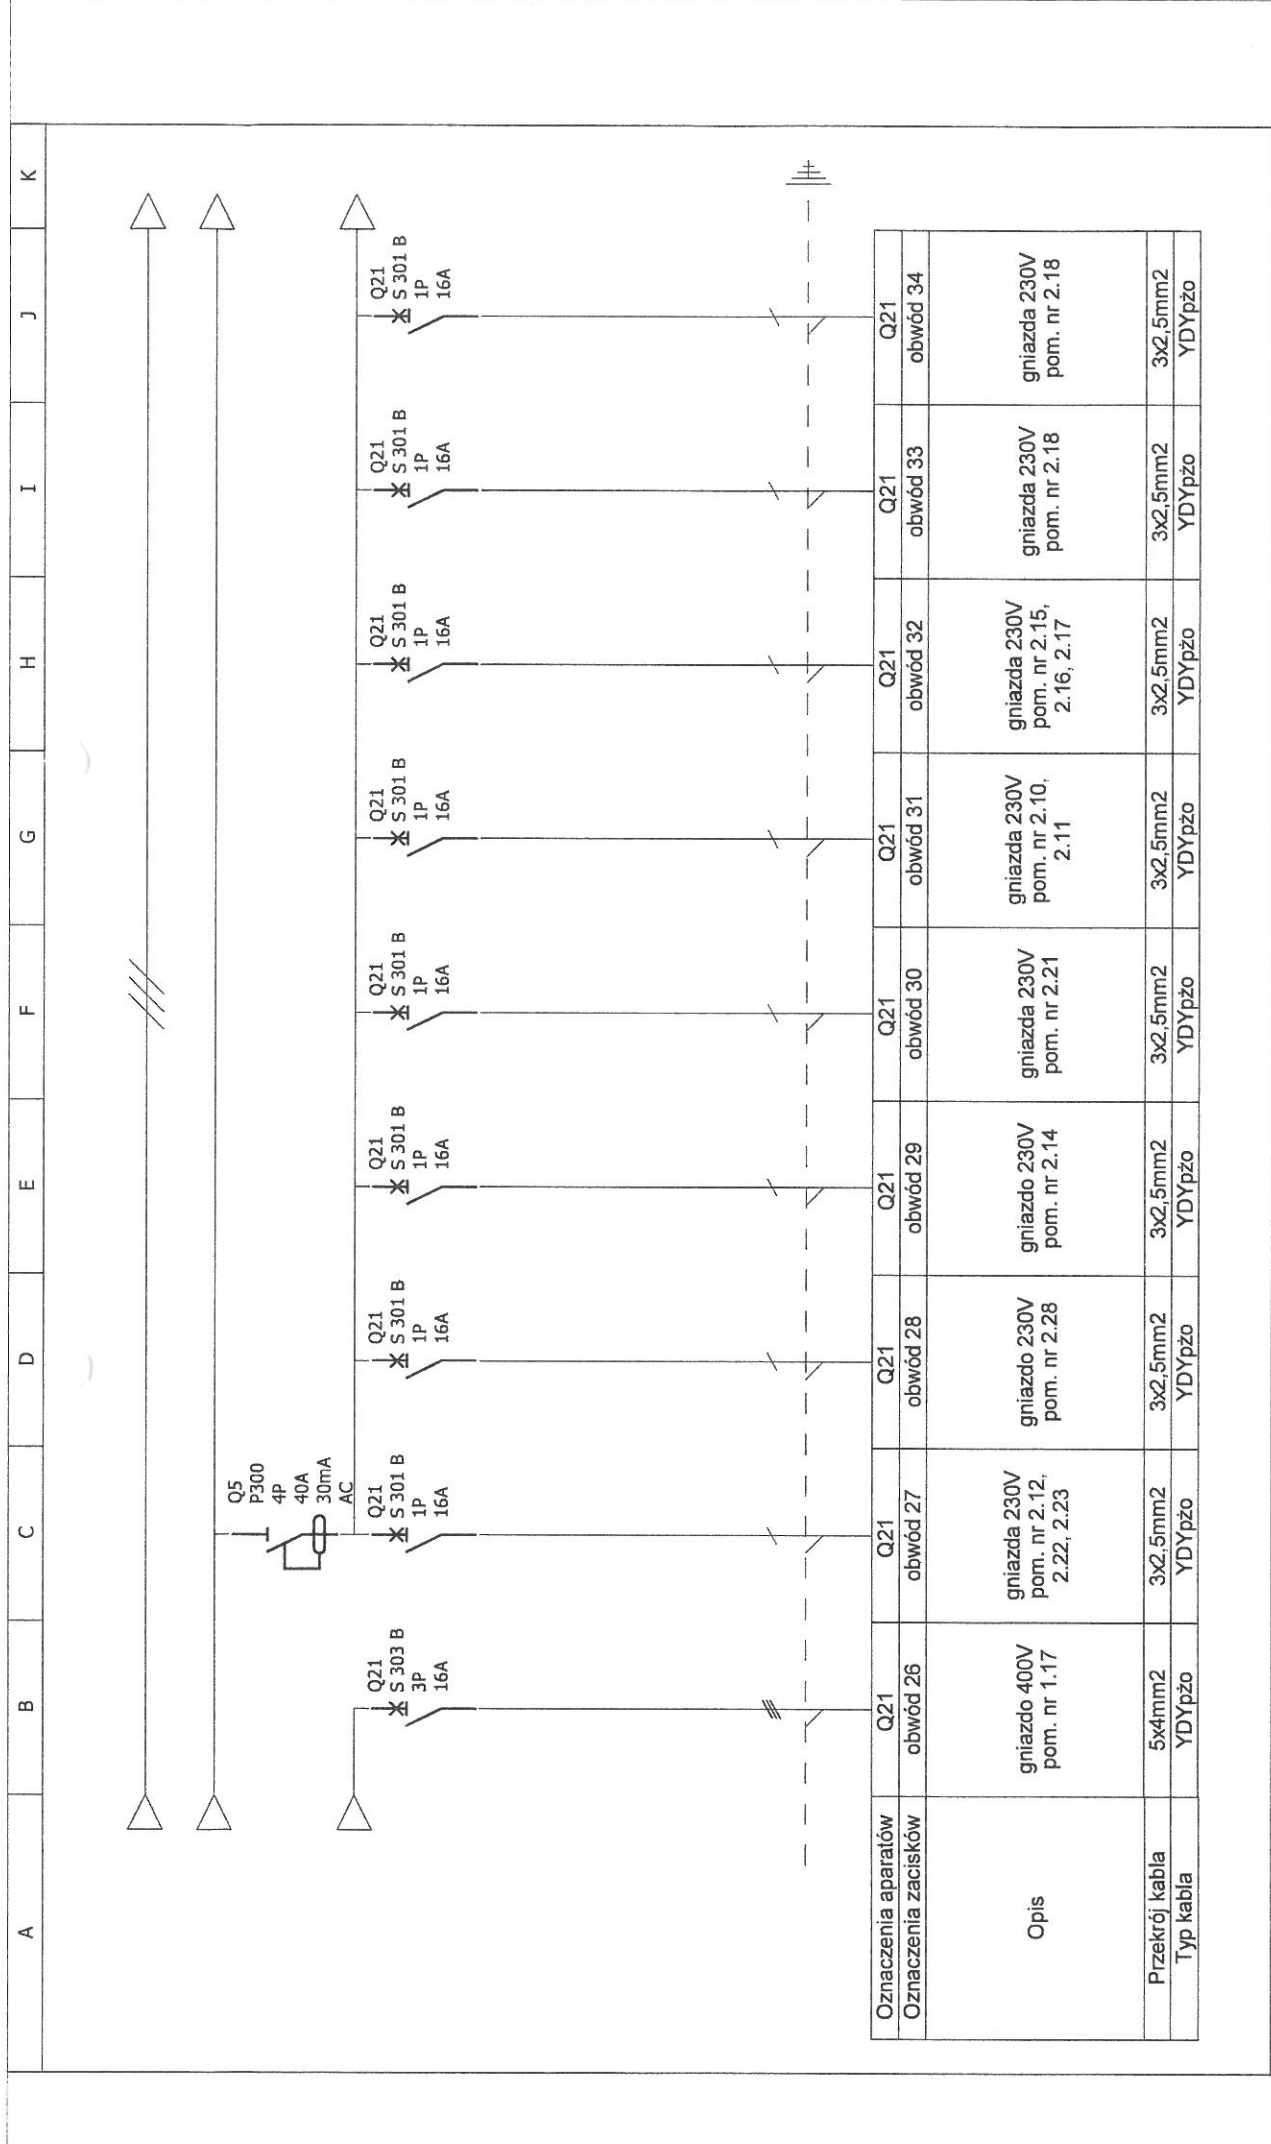 A B C D E F G H I J K
Q5
P300
4P
40A
30mA
AC
Q21
S 303 B
3P
16A
Q21
S 301 B
1P
16A
Q21
S 301 B
1P
16A
Q21
S 301 B
1P
16A
Q21
S 301 B
1P
16A
Q21
S 301 B
1P
16A
Q21
S 301 B
1P
16A
Q21
S 301 B
1P
16A
Q21
S 301 B
1P
16A
Oznaczenia aparatów Q21 Q21 Q21 Q21 Q21 Q21 Q21 Q21 Q21
Oznaczenia zacisków obwód 26 obwód 27 obwód 28 obwód 29 obwód 30 obwód 31 obwód 32 obwód 33 obwód 34
Opis
gniazdo 400V
pom. nr 1.17
gniazda 230V
pom. nr 2.12,
2.22, 2.23
gniazdo 230V
pom. nr 2.28
gniazdo 230V
pom. nr 2.14
gniazda 230V
pom. nr 2.21
gniazda 230V
pom. nr 2.10,
2.11
gniazda 230V
pom. nr 2.15,
2.16, 2.17
gniazda 230V
pom. nr 2.18
gniazda 230V
pom. nr 2.18
Przekrój kabla 5x4mm2 3x2,5mm2 3x2,5mm2 3x2,5mm2 3x2,5mm2 3x2,5mm2 3x2,5mm2 3x2,5mm2 3x2,5mm2
Typ kabla YDYpżo YDYpżo YDYpżo YDYpżo YDYpżo YDYpżo YDYpżo YDYpżo YDYpżo